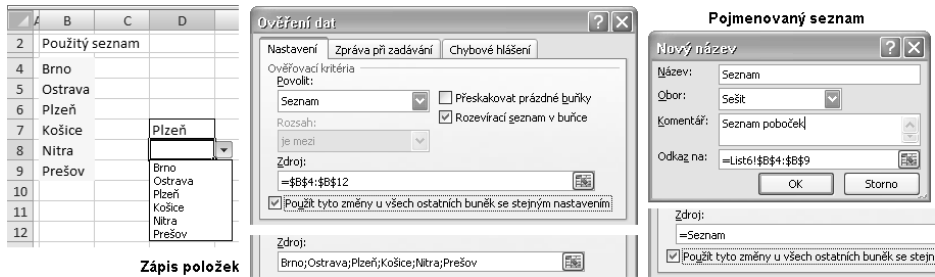 A B C D
2 Použitý seznam
4 Brno
5 Ostrava
6 Plzeň
7 Košice Plzeň
8 Nitra
9 Prešov
10
11
12
Brno
Ostrava
Plzeň
Košice
Nitra
Prešov
Zápis položek
Ověření dat
Nastavení Zpráva při zadávání Chybové hlášení
Ověřovací kritéria
Povolit:
Seznam
Přeskakovat prázdné buňky
Rozsah:
Rozevírací seznam v buňce
je mezi
Zdroj:
=$B$4:$B$12
Použít tyto změny u všech ostatních buněk se stejným nastavením
Zdroj:
Brno;Ostrava;Plzeň;Košice;Nitra;Prešov
Pojmenovaný seznam
Nový název
Název: Seznam
Obor: Sešit
Komentář: Seznam poboček
Odkaz na: =List6!$B$4:$B$9
OK Storno
Zdroj:
=Seznam
Použít tyto změny u všech ostatních buněk se stejn